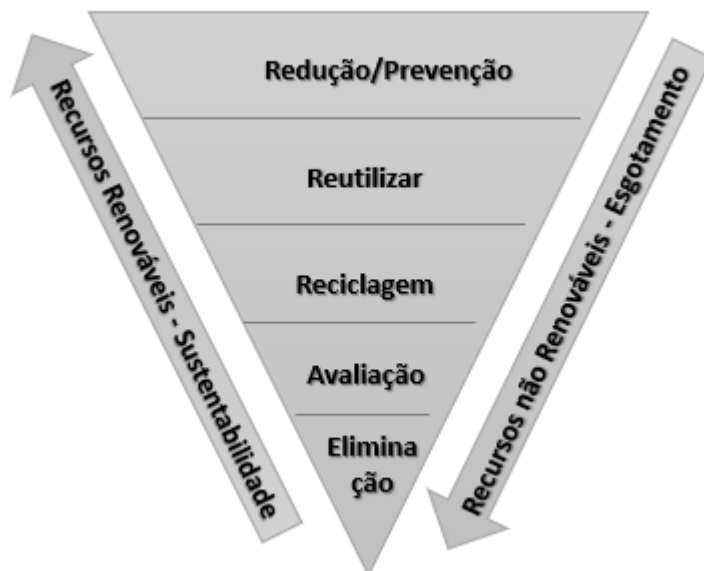 Redução/Prevenção
Reutilizar
Reciclagem
Avaliação
Elimina
ção
Recursos Renováveis - Sustentabilidade
Recursos não Renováveis - Esgotamento